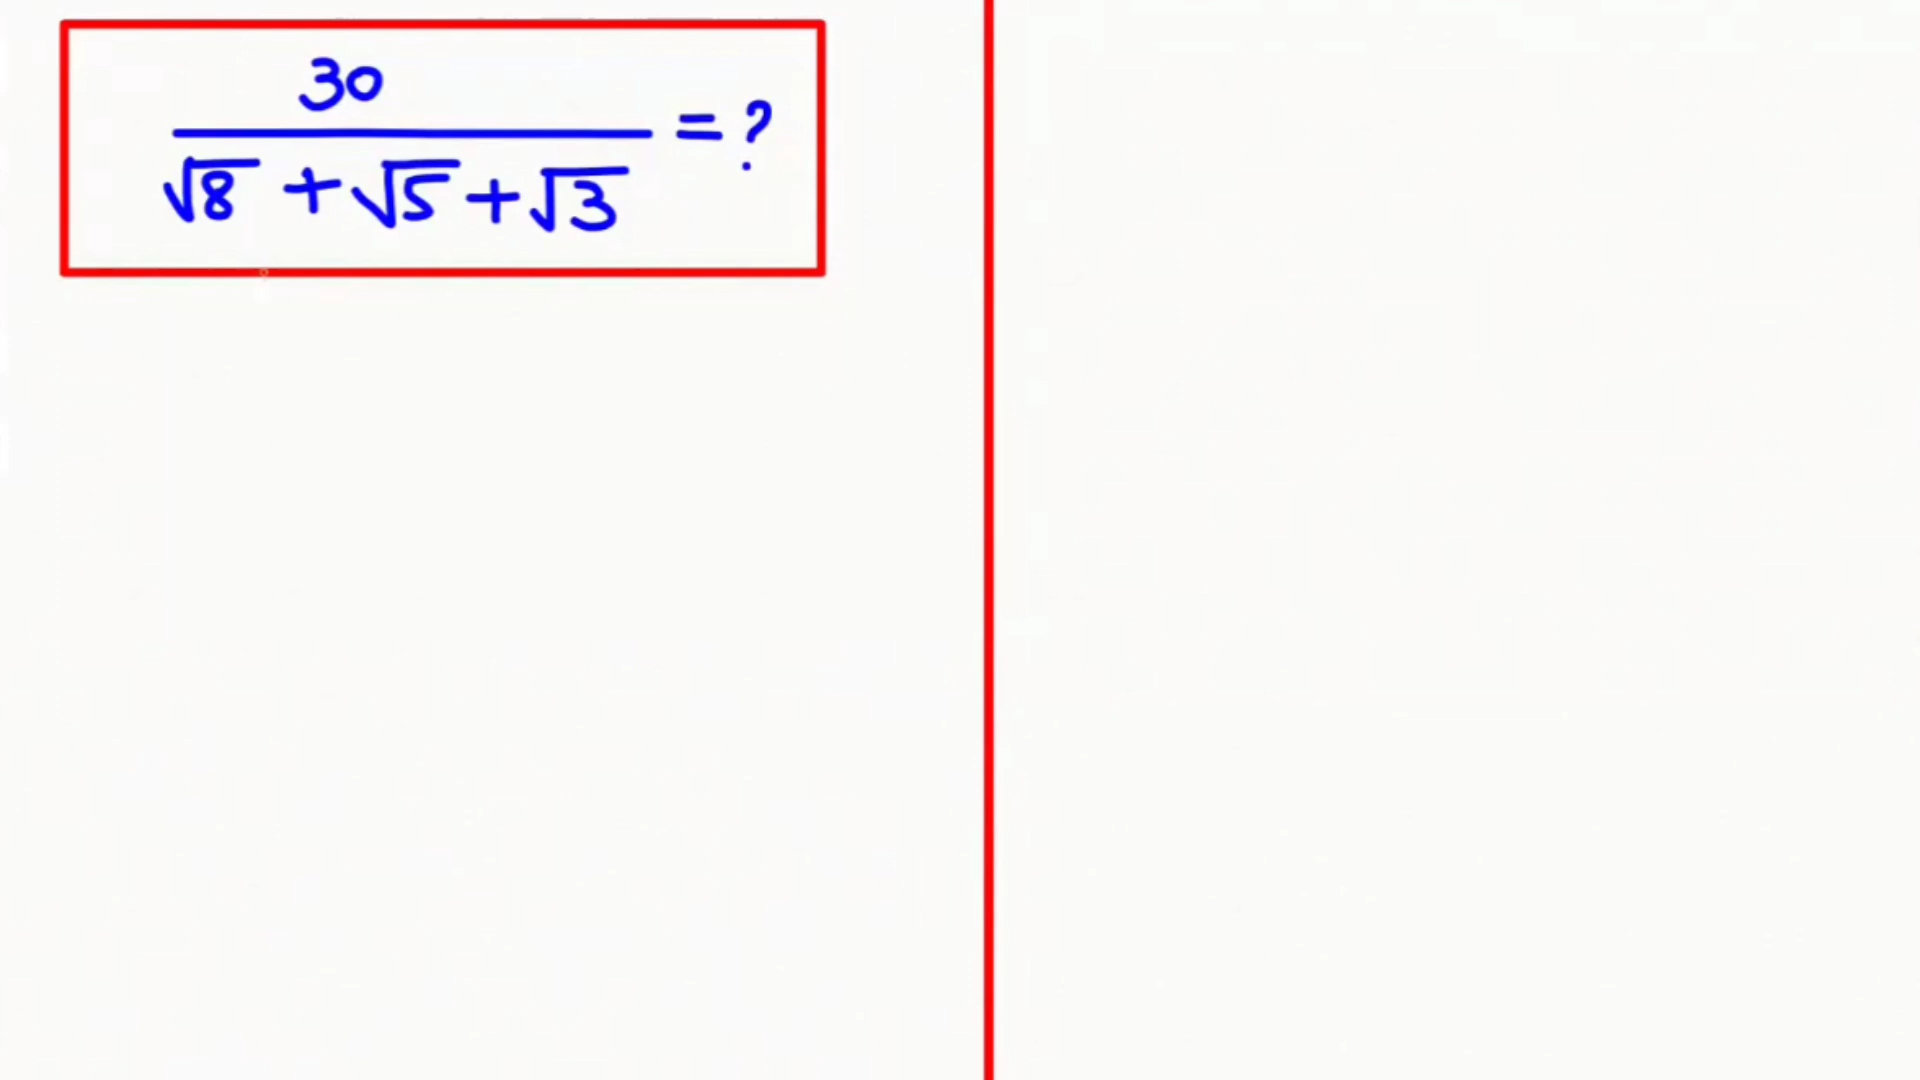 30
√8 + √5 + √3 = ?